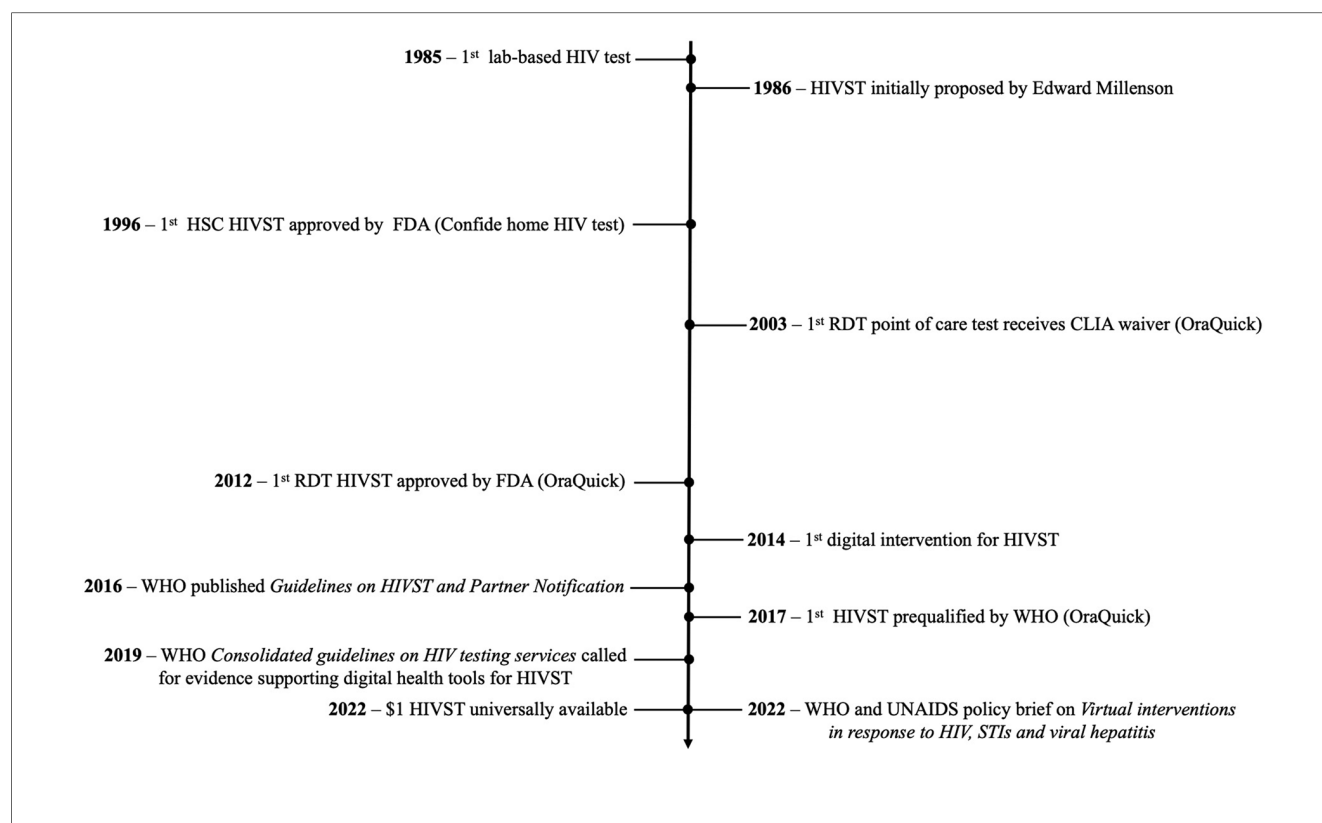 1985 – 1st lab-based HIV test
1986 – HIVST initially proposed by Edward Millenson
1996 – 1st HSC HIVST approved by FDA (Confide home HIV test)
2003 – 1st RDT point of care test receives CLIA waiver (OraQuick)
2012 – 1st RDT HIVST approved by FDA (OraQuick)
2014 – 1st digital intervention for HIVST
2016 – WHO published Guidelines on HIVST and Partner Notification
2017 – 1st HIVST prequalified by WHO (OraQuick)
2019 – WHO Consolidated guidelines on HIV testing services called
for evidence supporting digital health tools for HIVST
2022 – $1 HIVST universally available
2022 – WHO and UNAIDS policy brief on Virtual interventions
in response to HIV, STIs and viral hepatitis